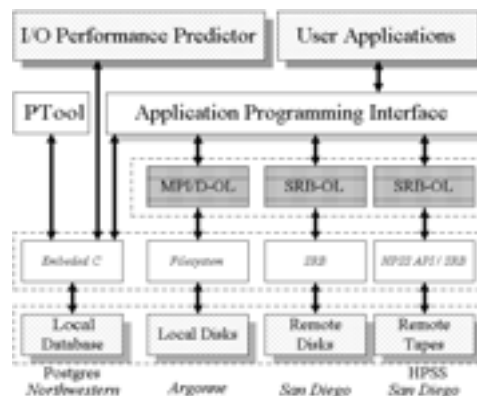 I/O Performance Predictor
User Applications
PTool
Application Programming Interface
MPI/D-OL
SRB-OL
SRB-OL
Embeded C
Filesystem
SRB
HPSS API / SRB
Local
Database
Local Disks
Remote
Disks
Remote
Tapes
Postgres
HPSS
Northwestern
Argonne
San Diego
San Diego